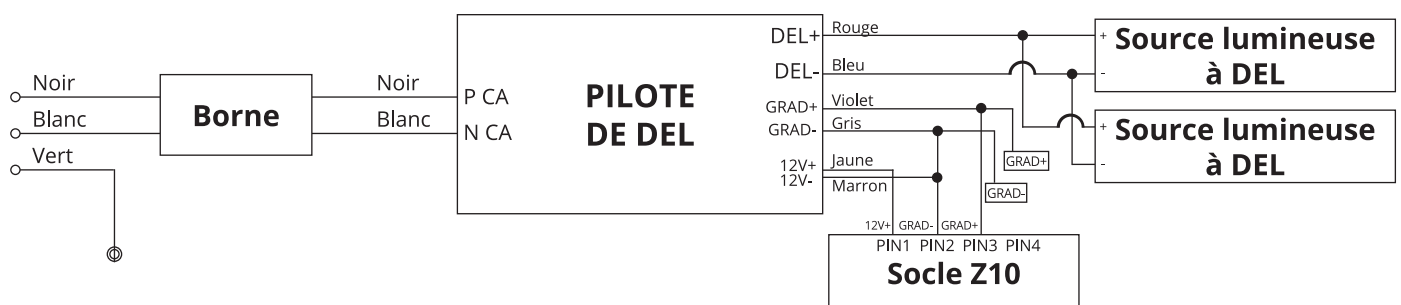 Noir
Blanc
Vert
Borne
Noir
Blanc
P CA
N CA
PILOTE
DE DEL
DEL+
DEL-
GRAD+
GRAD-
12V+
12V-
Rouge
Bleu
Violet
Gris
Jaune
Marron
GRAD+
GRAD-
+
-
Source lumineuse
à DEL
+
-
Source lumineuse
à DEL
12V+ GRAD- GRAD+
PIN1 PIN2 PIN3 PIN4
Socle Z10